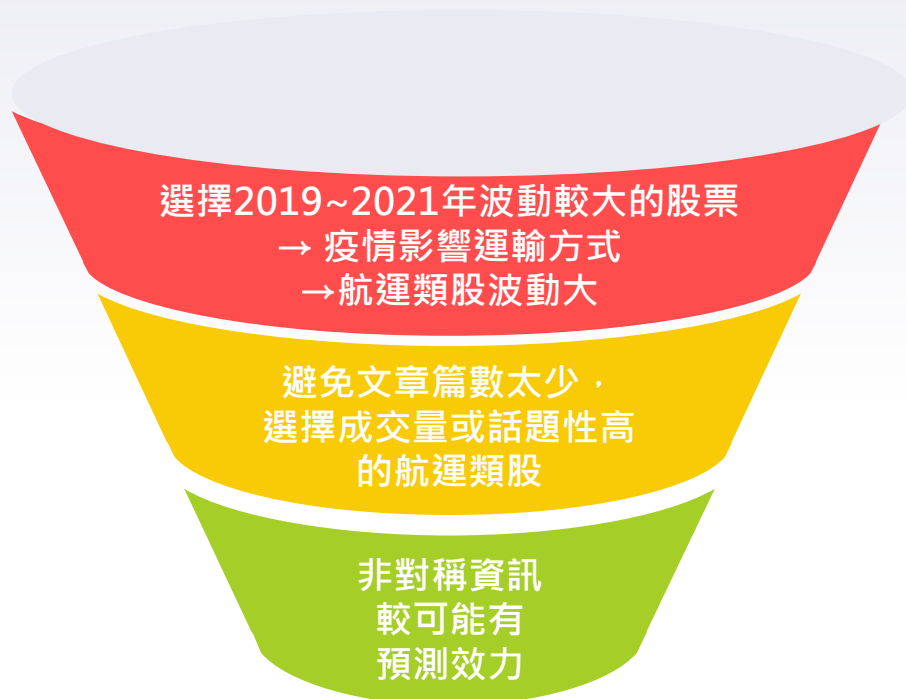 選擇2019~2021年波動較大的股票
→ 疫情影響運輸方式
→航運類股波動大
避免文章篇數太少，
選擇成交量或話題性高
的航運類股
非對稱資訊
較可能有
預測效力